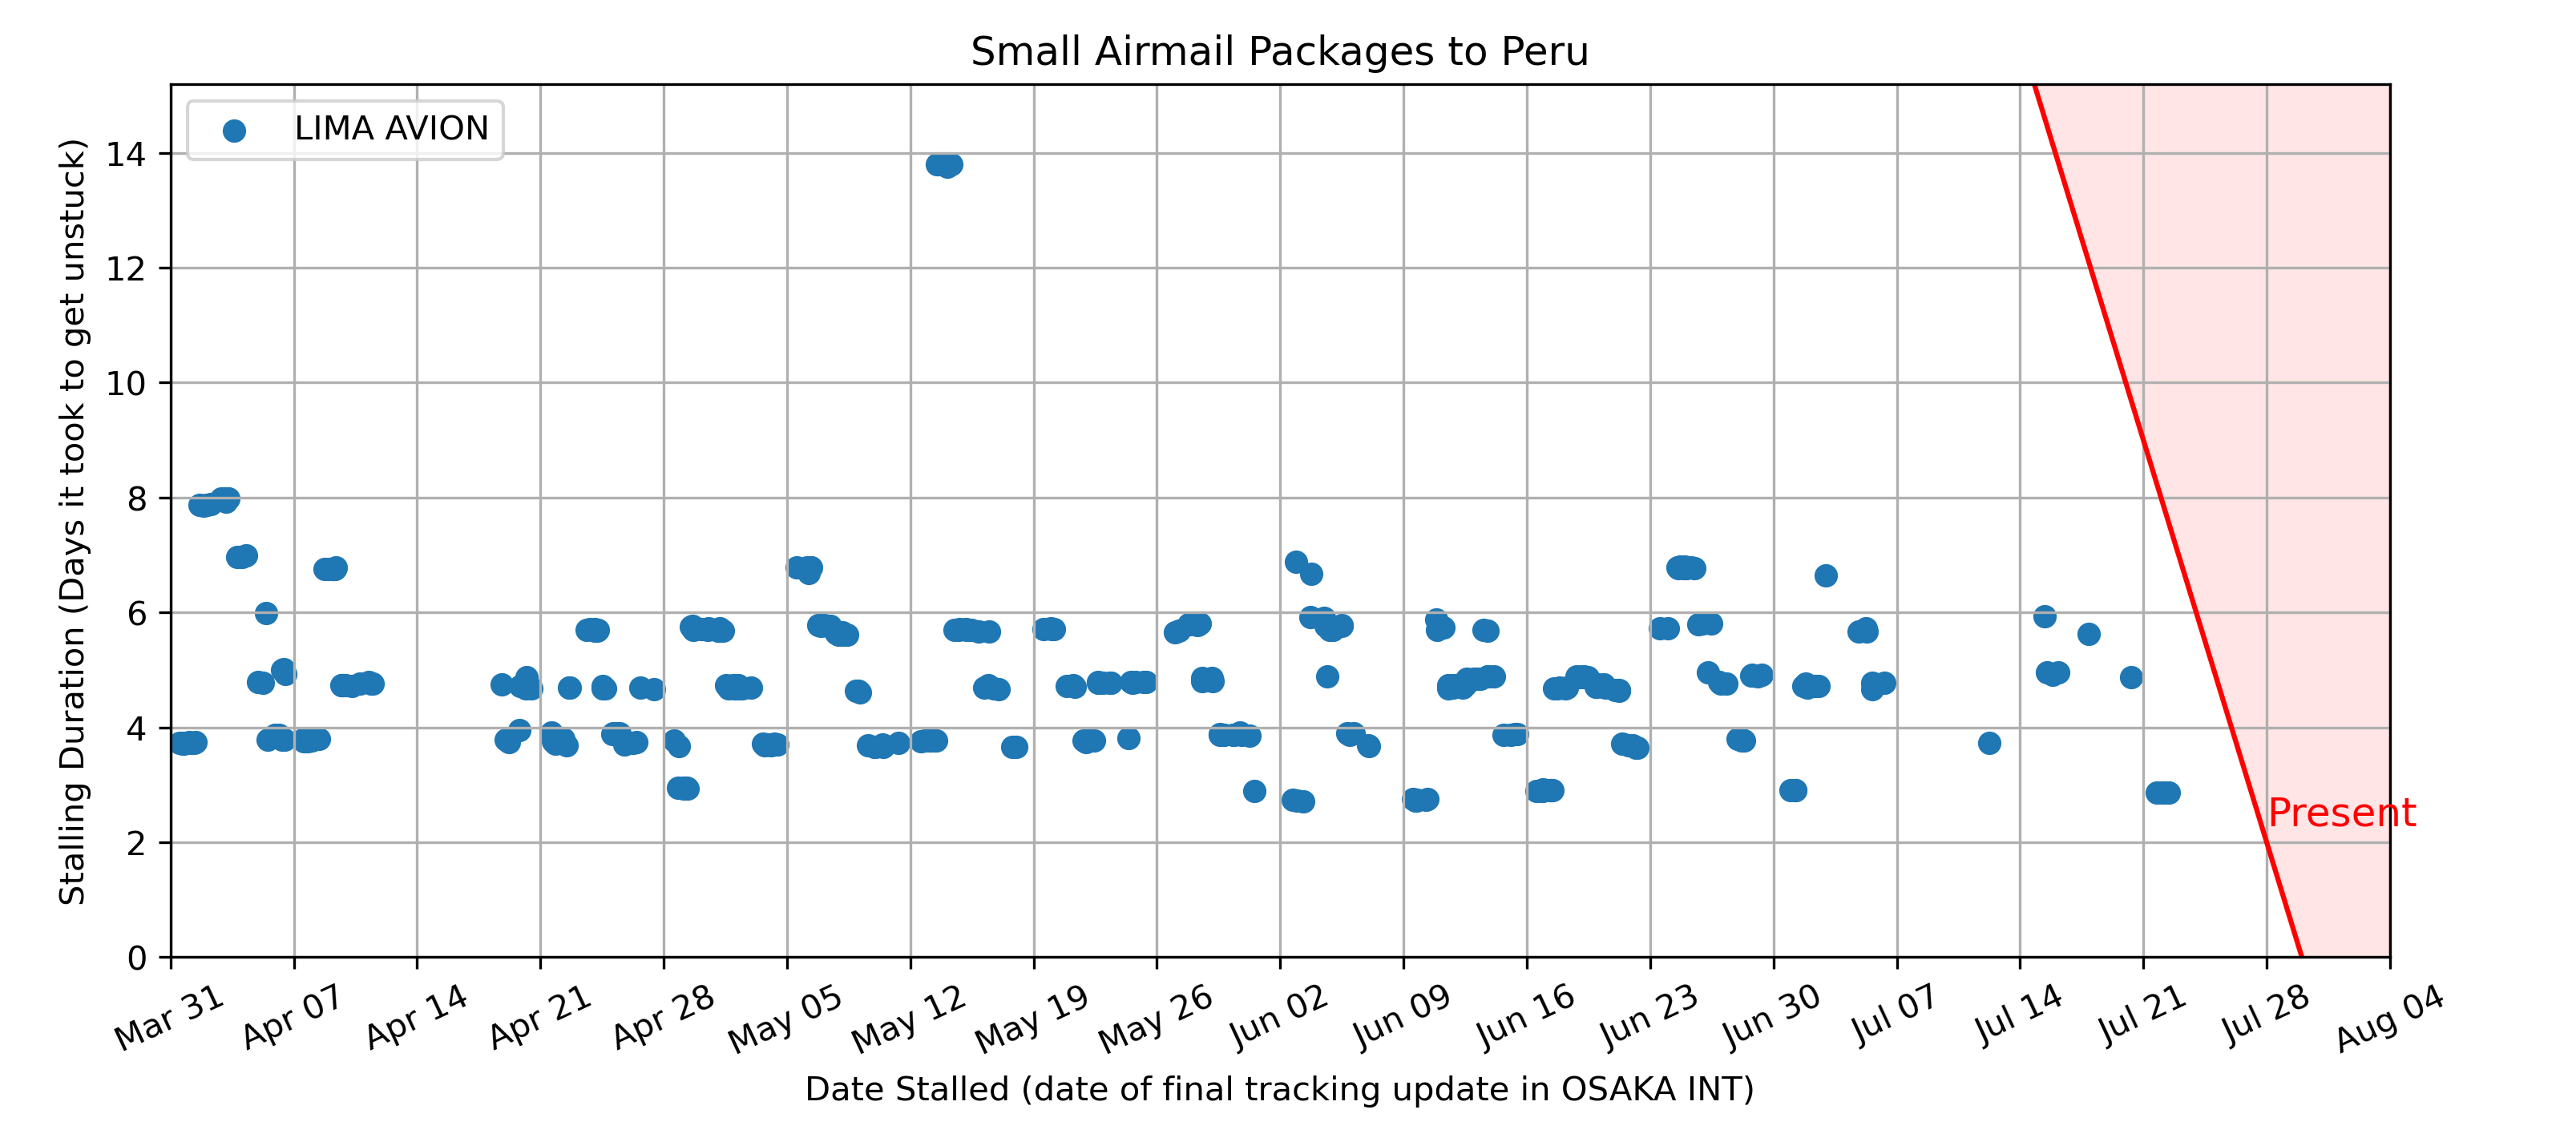 Small Airmail Packages to Peru
LIMA AVION
Stalling Duration (Days it took to get unstuck)
14
12
10
8
6
4
2
0
Present
Mar 31
Apr 07
Apr 14
Apr 21
Apr 28
May 05
May 12
May 19
May 26
Jun 02
Jun 09
Jun 16
Jun 23
Jun 30
Jul 07
Jul 14
Jul 21
Jul 28
Aug 04
Date Stalled (date of final tracking update in OSAKA INT)